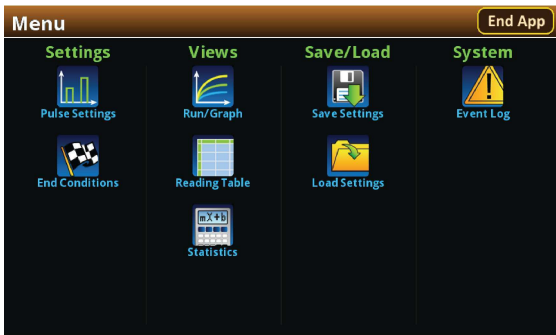 Menu
End App
Settings
Views
Save/Load
System
Pulse Settings
Run/Graph
Save Settings
Event Log
End Conditions
Reading Table
Load Settings
mX+b
Statistics